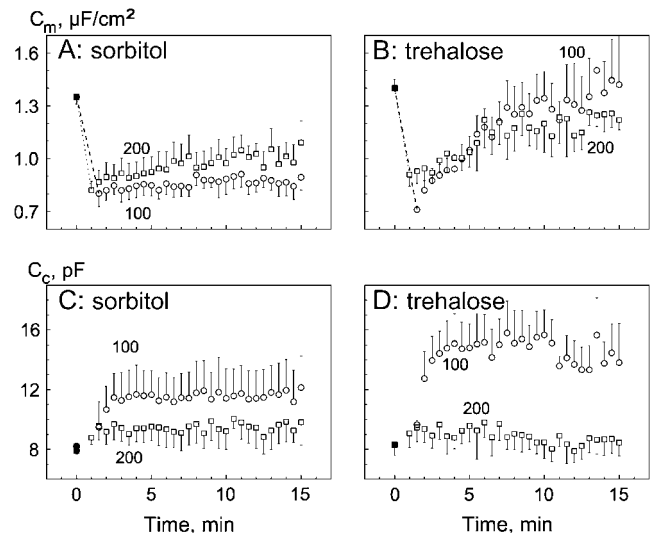 Cm, μF/cm²
A: sorbitol
B: trehalose
1.6
1.3
1.0
0.7
200
100
100
200
Cc, pF
C: sorbitol
D: trehalose
16
12
8
100
200
100
200
0 5 10 15
0 5 10 15
Time, min
Time, min